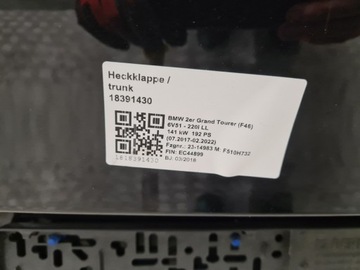 Heckklappe /
trunk
18391430
BMW 2er Grand Tourer (F46)
6V51 - 220i LL
141 kW 192 PS
(07.2017-02.2022)
Fzgnr.: 23-14983 M: F510H732
FIN: EC44899
BJ: 03/2018
18391430